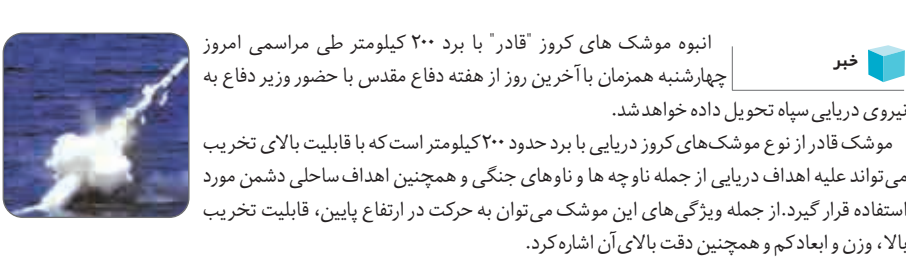 خبر
انبوه موشک های کروز "قادر" با برد ۲۰۰ کیلومتر طی مراسمی امروز
چهارشنبه همزمان با آخرین روز از هفته دفاع مقدس با حضور وزیر دفاع به
نیروی دریایی سپاه تحویل داده خواهد شد.
موشک قادر از نوع موشک‌های کروز دریایی با برد حدود ۲۰۰ کیلومتر است که با قابلیت بالای تخریب
می‌تواند علیه اهداف دریایی از جمله ناوچه ها و ناوهای جنگی و همچنین اهداف ساحلی دشمن مورد
استفاده قرار گیرد. از جمله ویژگی‌های این موشک می‌توان به حرکت در ارتفاع پایین، قابلیت تخریب
بالا، وزن و ابعاد کم و همچنین دقت بالای آن اشاره کرد.